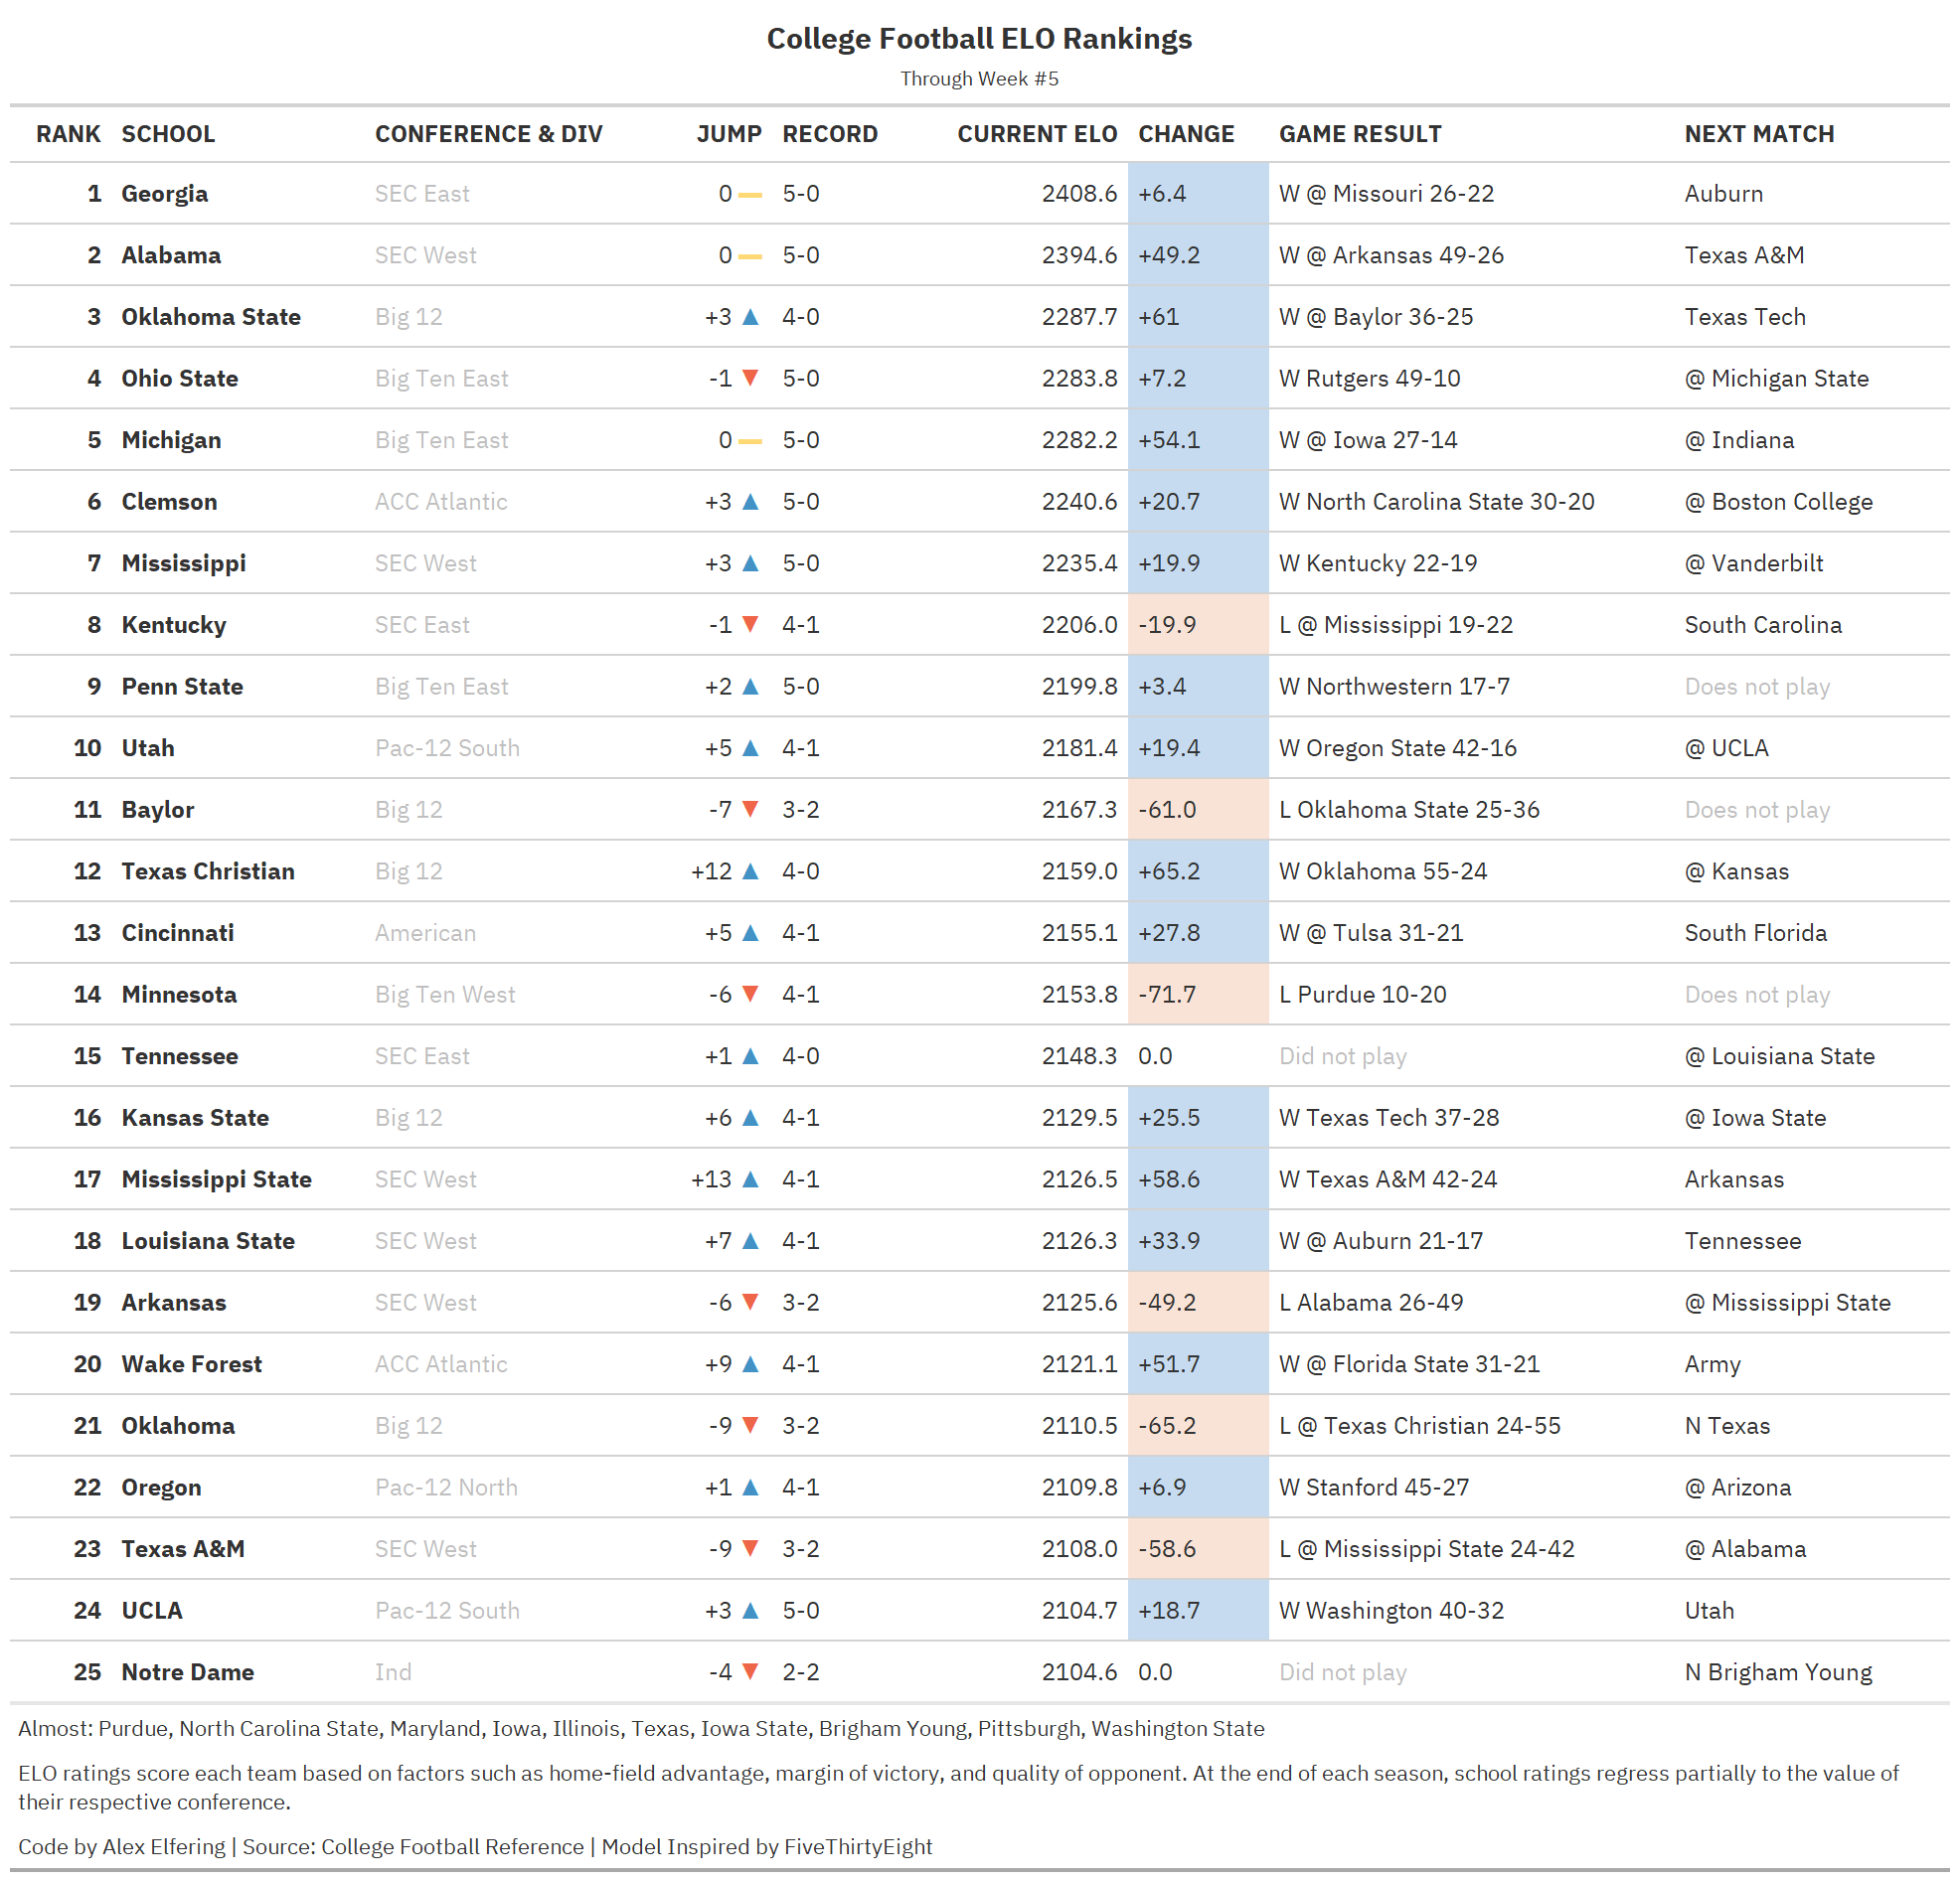 College Football ELO Rankings
Through Week #5
RANK SCHOOL CONFERENCE & DIV JUMP RECORD CURRENT ELO CHANGE GAME RESULT NEXT MATCH
1 Georgia SEC East 0 5-0 2408.6 +6.4 W @ Missouri 26-22 Auburn
2 Alabama SEC West 0 5-0 2394.6 +49.2 W @ Arkansas 49-26 Texas A&M
3 Oklahoma State Big 12 +3 ▲ 4-0 2287.7 +61 W @ Baylor 36-25 Texas Tech
4 Ohio State Big Ten East -1 ▼ 5-0 2283.8 +7.2 W Rutgers 49-10 @ Michigan State
5 Michigan Big Ten East 0 5-0 2282.2 +54.1 W @ Iowa 27-14 @ Indiana
6 Clemson ACC Atlantic +3 ▲ 5-0 2240.6 +20.7 W North Carolina State 30-20 @ Boston College
7 Mississippi SEC West +3 ▲ 5-0 2235.4 +19.9 W Kentucky 22-19 @ Vanderbilt
8 Kentucky SEC East -1 ▼ 4-1 2206.0 -19.9 L @ Mississippi 19-22 South Carolina
9 Penn State Big Ten East +2 ▲ 5-0 2199.8 +3.4 W Northwestern 17-7 Does not play
10 Utah Pac-12 South +5 ▲ 4-1 2181.4 +19.4 W Oregon State 42-16 @ UCLA
11 Baylor Big 12 -7 ▼ 3-2 2167.3 -61.0 L Oklahoma State 25-36 Does not play
12 Texas Christian Big 12 +12 ▲ 4-0 2159.0 +65.2 W Oklahoma 55-24 @ Kansas
13 Cincinnati American +5 ▲ 4-1 2155.1 +27.8 W @ Tulsa 31-21 South Florida
14 Minnesota Big Ten West -6 ▼ 4-1 2153.8 -71.7 L Purdue 10-20 Does not play
15 Tennessee SEC East +1 ▲ 4-0 2148.3 0.0 Did not play @ Louisiana State
16 Kansas State Big 12 +6 ▲ 4-1 2129.5 +25.5 W Texas Tech 37-28 @ Iowa State
17 Mississippi State SEC West +13 ▲ 4-1 2126.5 +58.6 W Texas A&M 42-24 Arkansas
18 Louisiana State SEC West +7 ▲ 4-1 2126.3 +33.9 W @ Auburn 21-17 Tennessee
19 Arkansas SEC West -6 ▼ 3-2 2125.6 -49.2 L Alabama 26-49 @ Mississippi State
20 Wake Forest ACC Atlantic +9 ▲ 4-1 2121.1 +51.7 W @ Florida State 31-21 Army
21 Oklahoma Big 12 -9 ▼ 3-2 2110.5 -65.2 L @ Texas Christian 24-55 N Texas
22 Oregon Pac-12 North +1 ▲ 4-1 2109.8 +6.9 W Stanford 45-27 @ Arizona
23 Texas A&M SEC West -9 ▼ 3-2 2108.0 -58.6 L @ Mississippi State 24-42 @ Alabama
24 UCLA Pac-12 South +3 ▲ 5-0 2104.7 +18.7 W Washington 40-32 Utah
25 Notre Dame Ind -4 ▼ 2-2 2104.6 0.0 Did not play N Brigham Young
Almost: Purdue, North Carolina State, Maryland, Iowa, Illinois, Texas, Iowa State, Brigham Young, Pittsburgh, Washington State
ELO ratings score each team based on factors such as home-field advantage, margin of victory, and quality of opponent. At the end of each season, school ratings regress partially to the value of
their respective conference.
Code by Alex Elfering | Source: College Football Reference | Model Inspired by FiveThirtyEight